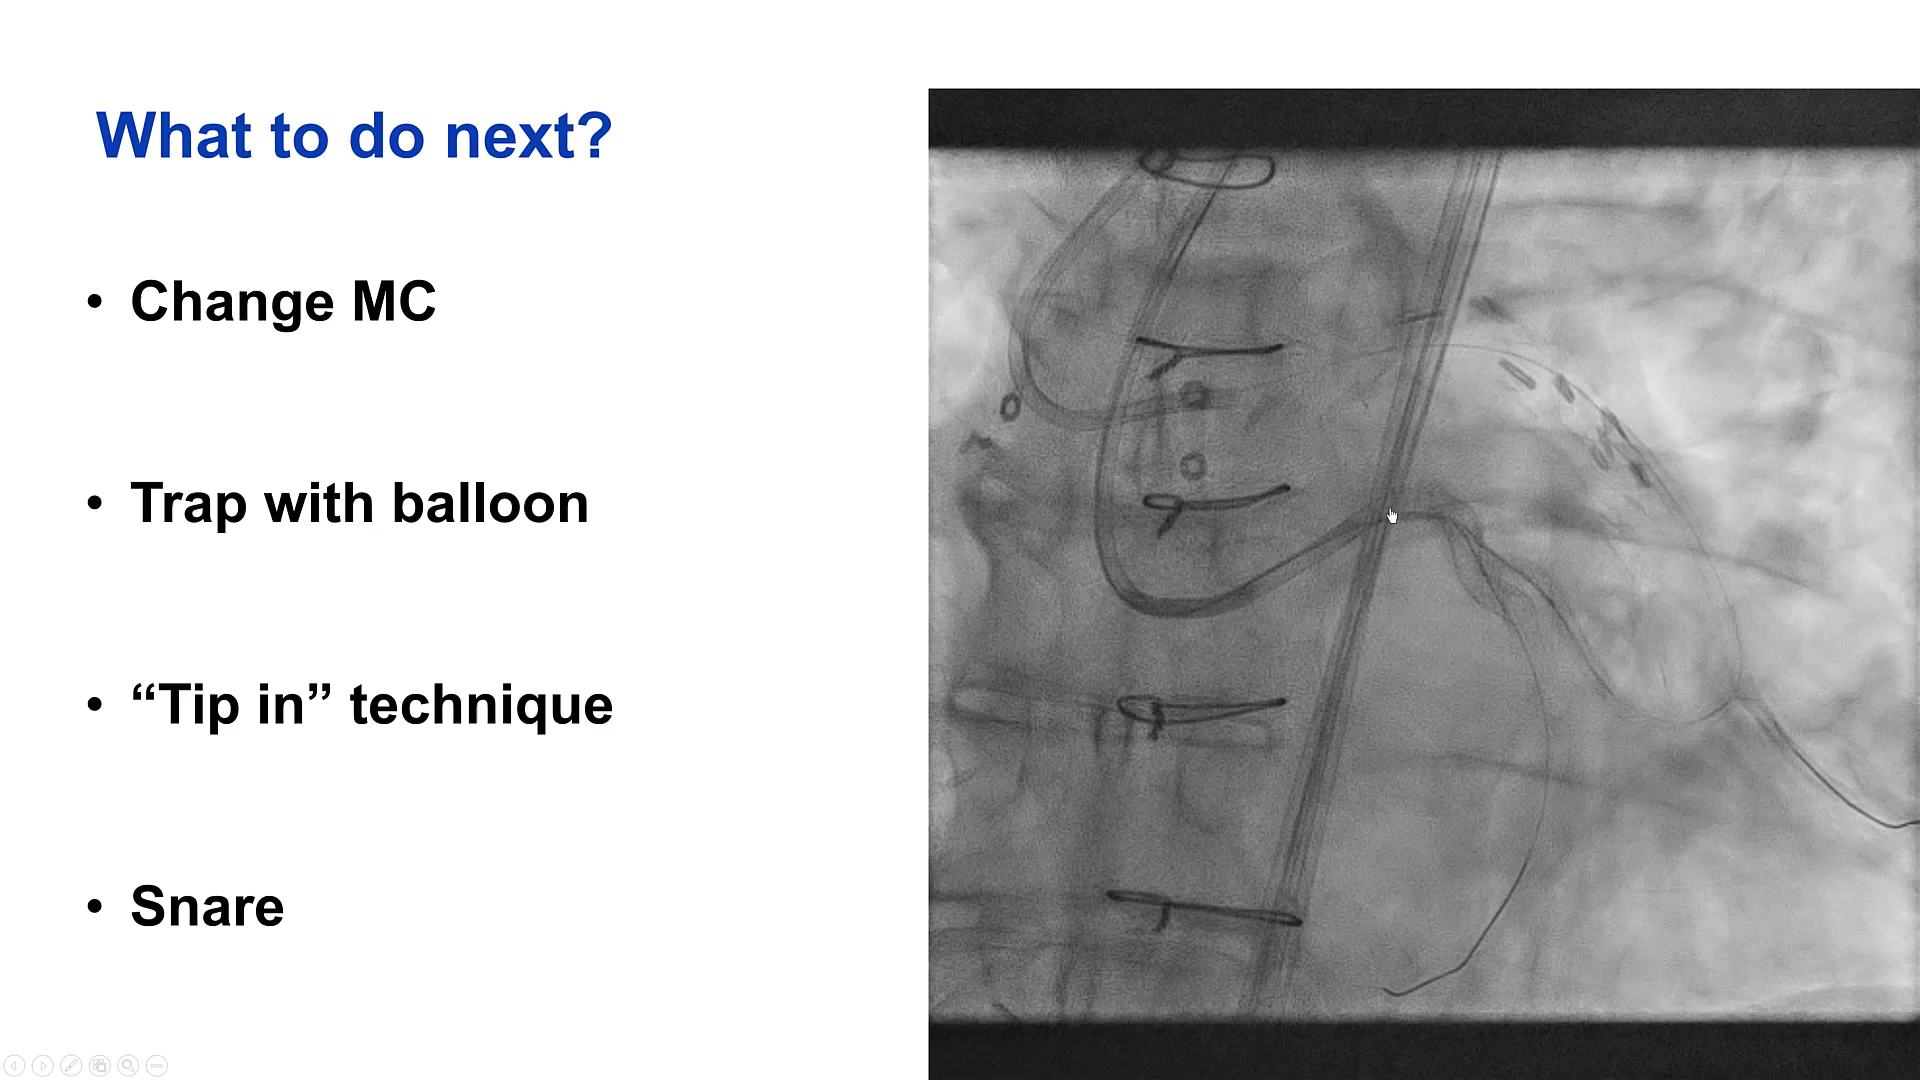 What to do next?
• Change MC
• Trap with balloon
• “Tip in” technique
• Snare